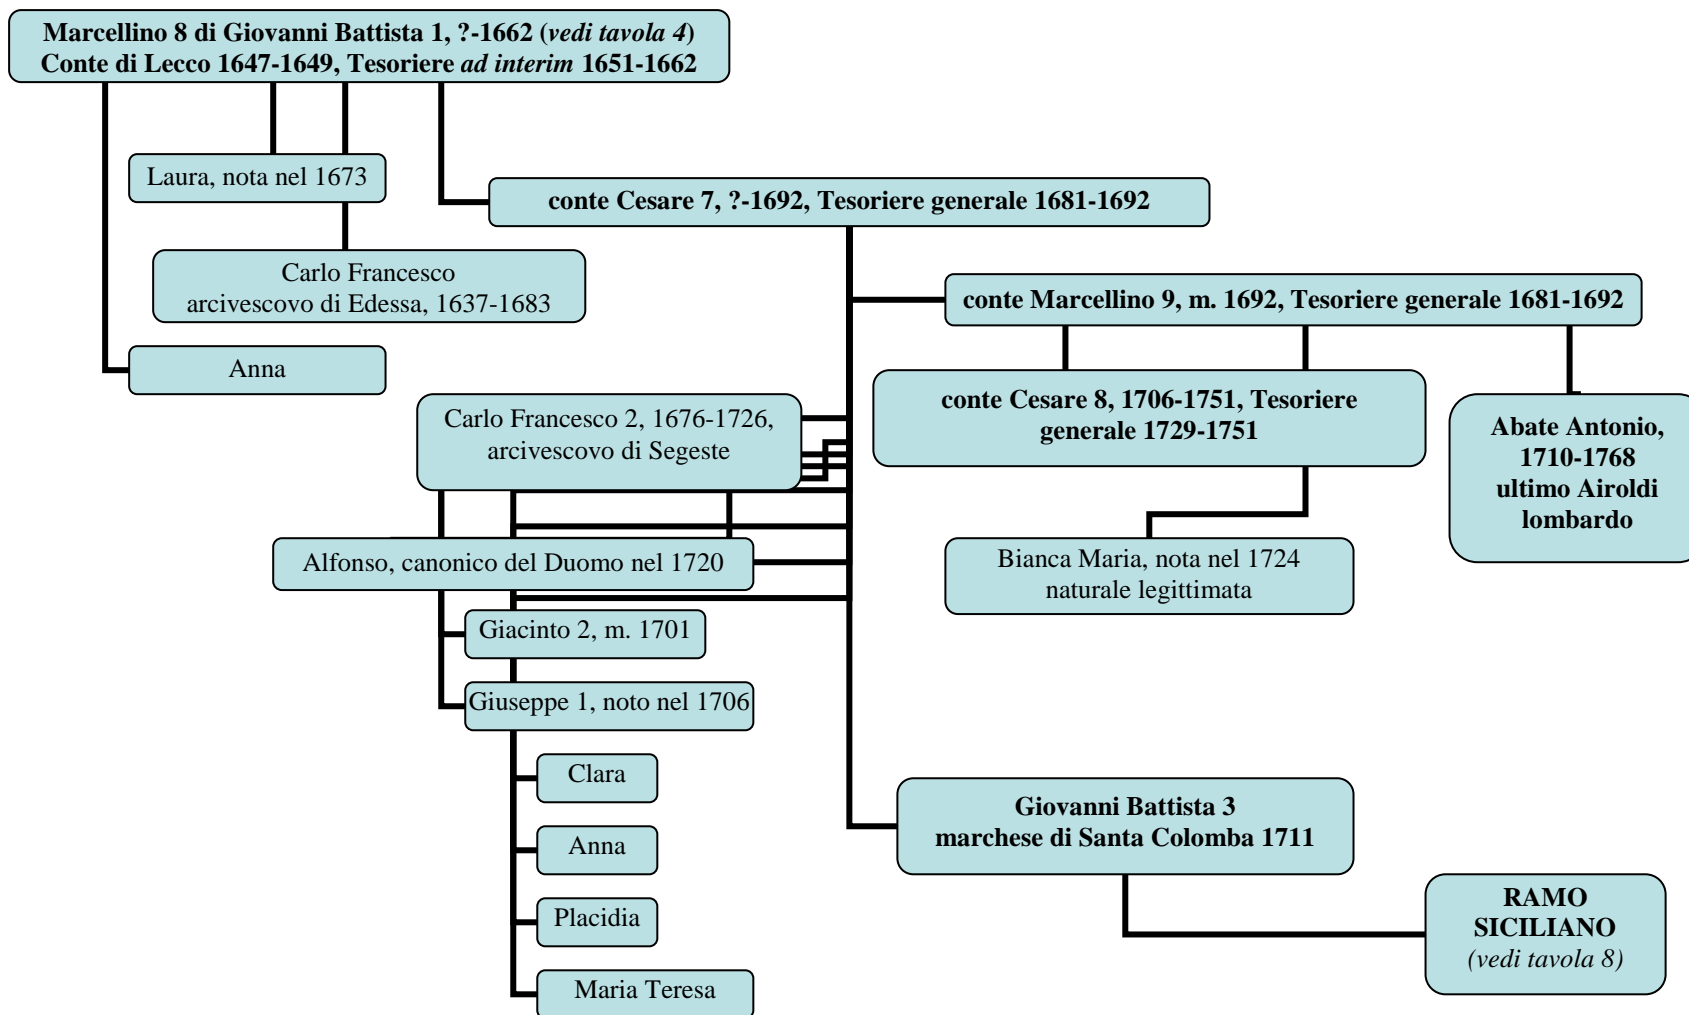 Marcellino 8 di Giovanni Battista 1, ?-1662 (vedi tavola 4)
Conte di Lecco 1647-1649, Tesoriere ad interim 1651-1662
Laura, nota nel 1673
conte Cesare 7, ?-1692, Tesoriere generale 1681-1692
Carlo Francesco
arcivescovo di Edessa, 1637-1683
conte Marcellino 9, m. 1692, Tesoriere generale 1681-1692
Anna
Carlo Francesco 2, 1676-1726,
arcivescovo di Segeste
conte Cesare 8, 1706-1751, Tesoriere
generale 1729-1751
Abate Antonio,
1710-1768
ultimo Airoldi
lombardo
Alfonso, canonico del Duomo nel 1720
Bianca Maria, nota nel 1724
naturale legittimata
Giacinto 2, m. 1701
Giuseppe 1, noto nel 1706
Clara
Anna
Placidia
Maria Teresa
Giovanni Battista 3
marchese di Santa Colomba 1711
RAMO
SICILIANO
(vedi tavola 8)